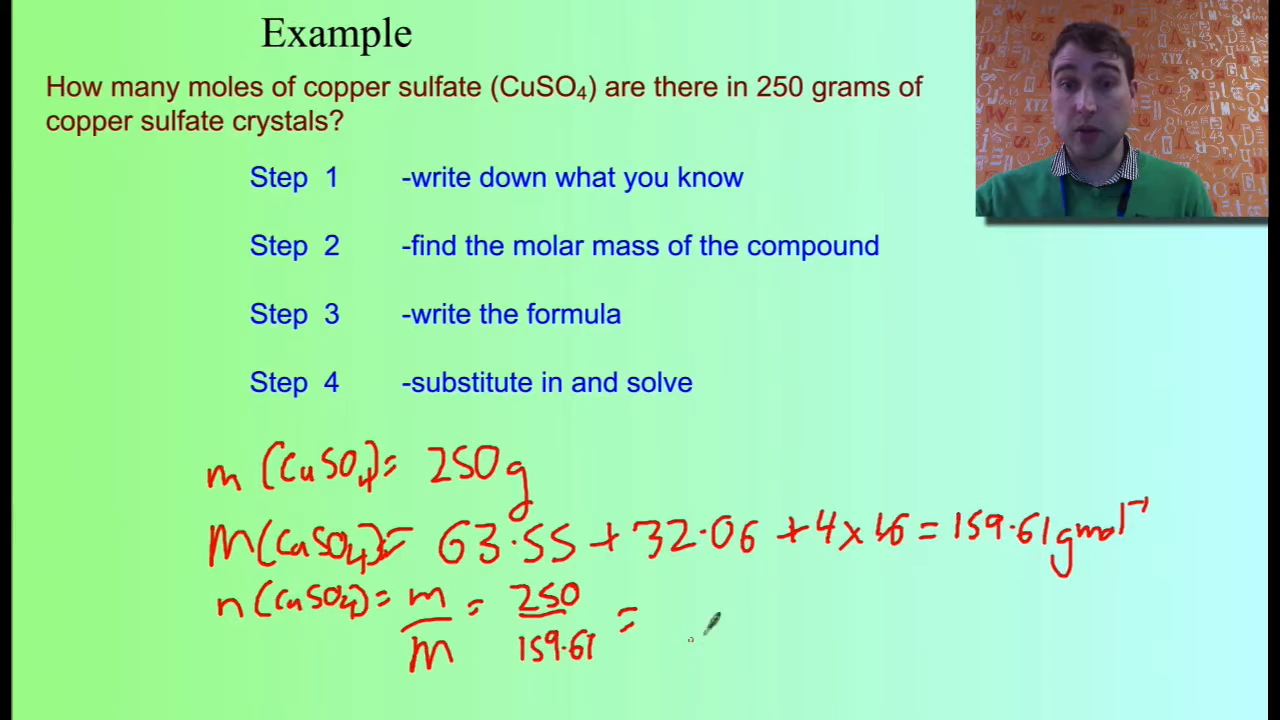 Example
How many moles of copper sulfate (CuSO₄) are there in 250 grams of
copper sulfate crystals?
Step 1 -write down what you know
Step 2 -find the molar mass of the compound
Step 3 -write the formula
Step 4 -substitute in and solve
m (CuSO₄) = 250g
M(CuSO₄) = 63.55 + 32.06 + 4 x 16 = 159.61 gmol⁻¹
n(CuSO₄) = m/M = 250/159.61 =